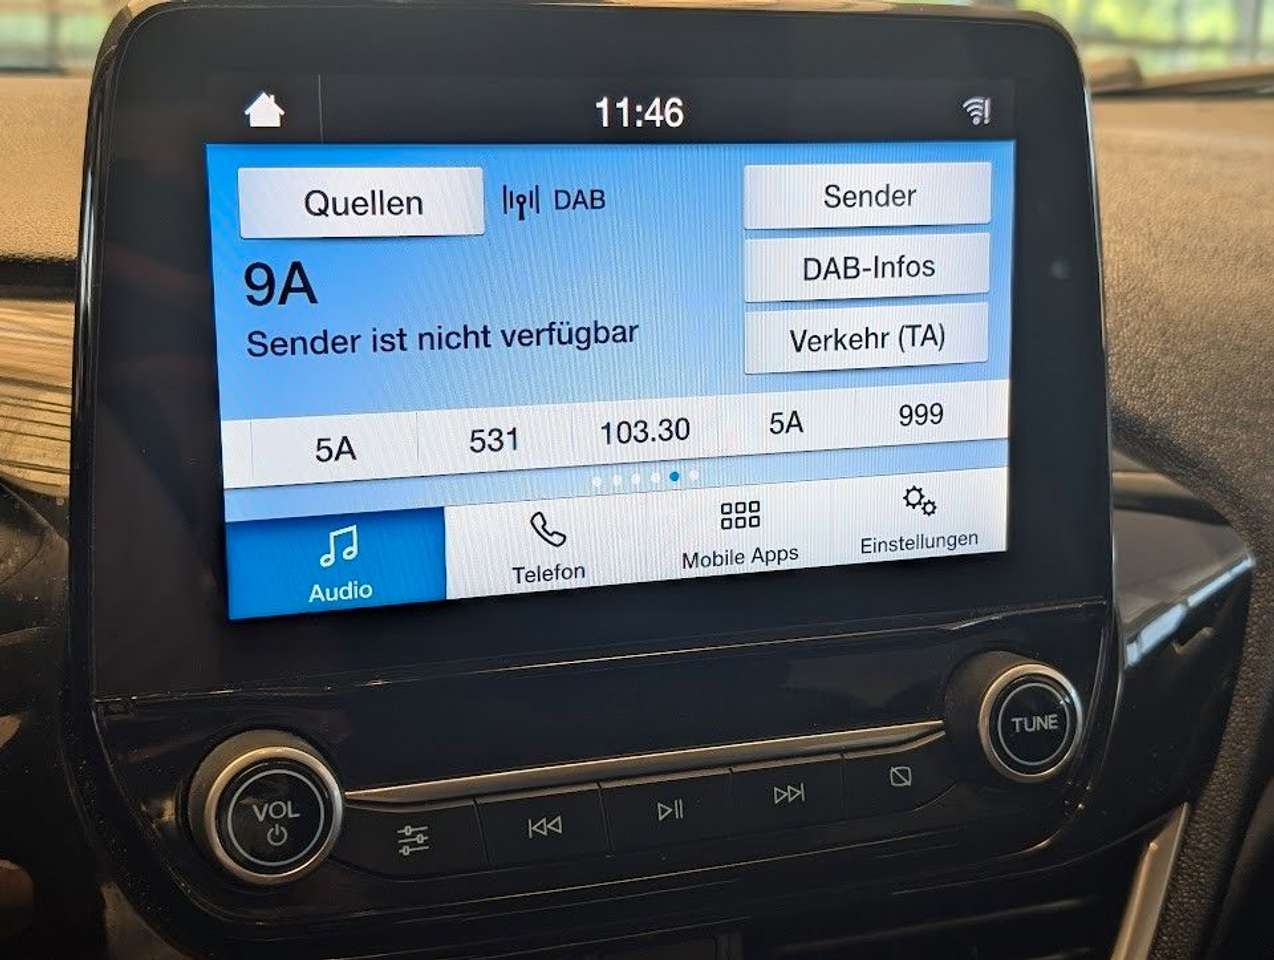 11:46
Quellen
DAB
Sender
9A
DAB-Infos
Sender ist nicht verfügbar
Verkehr (TA)
5A 531 103.30 5A 999
Audio Telefon Mobile Apps Einstellungen
TUNE
VOL